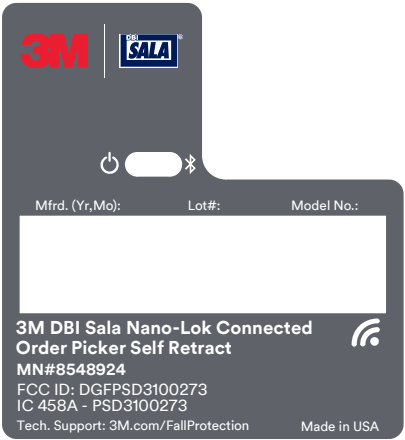 3M DBI SALA®
Mfrd. (Yr,Mo): Lot#: Model No.:
3M DBI Sala Nano-Lok Connected
Order Picker Self Retract
MN#8548924
FCC ID: DGFPSD3100273
IC 458A - PSD3100273
Tech. Support: 3M.com/FallProtection Made in USA